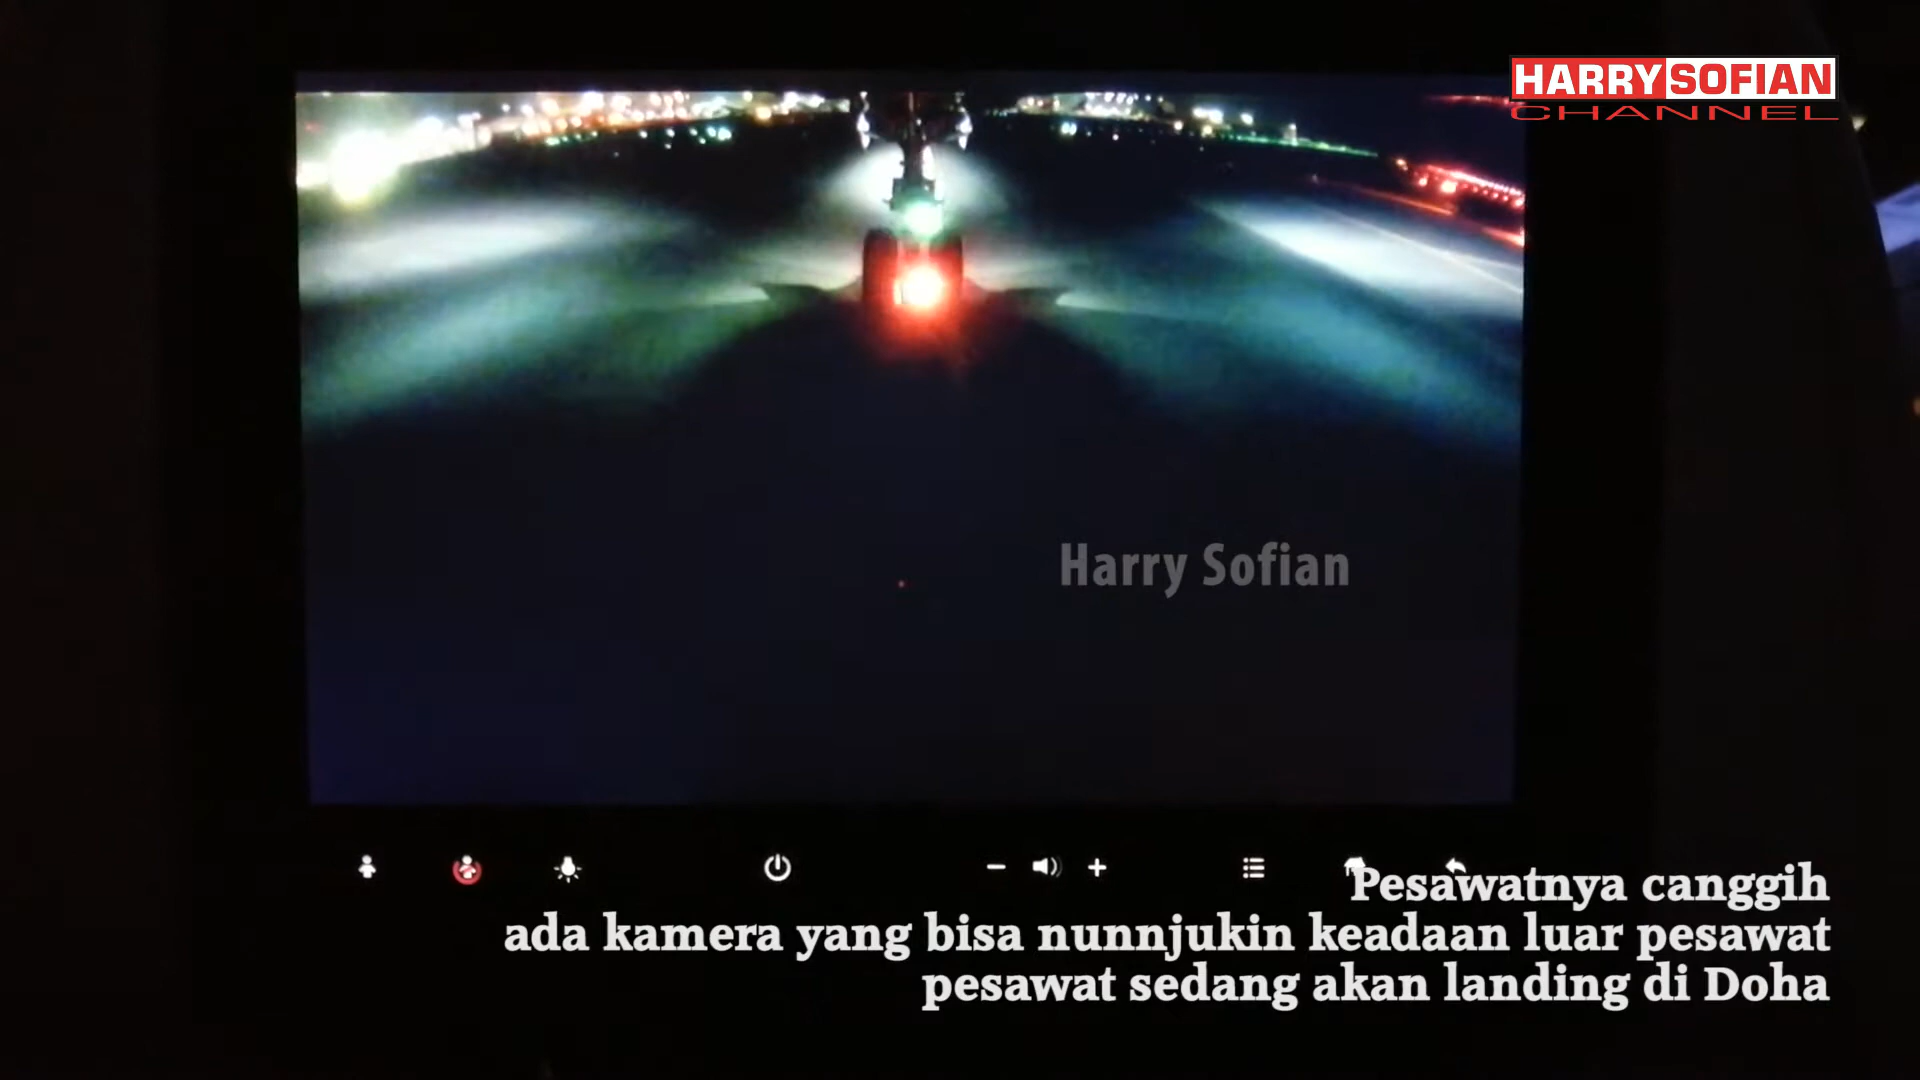 HARRY SOFIAN
CHANNEL
Harry Sofian
Pesawatnya canggih
ada kamera yang bisa nunnjukin keadaan luar pesawat
pesawat sedang akan landing di Doha